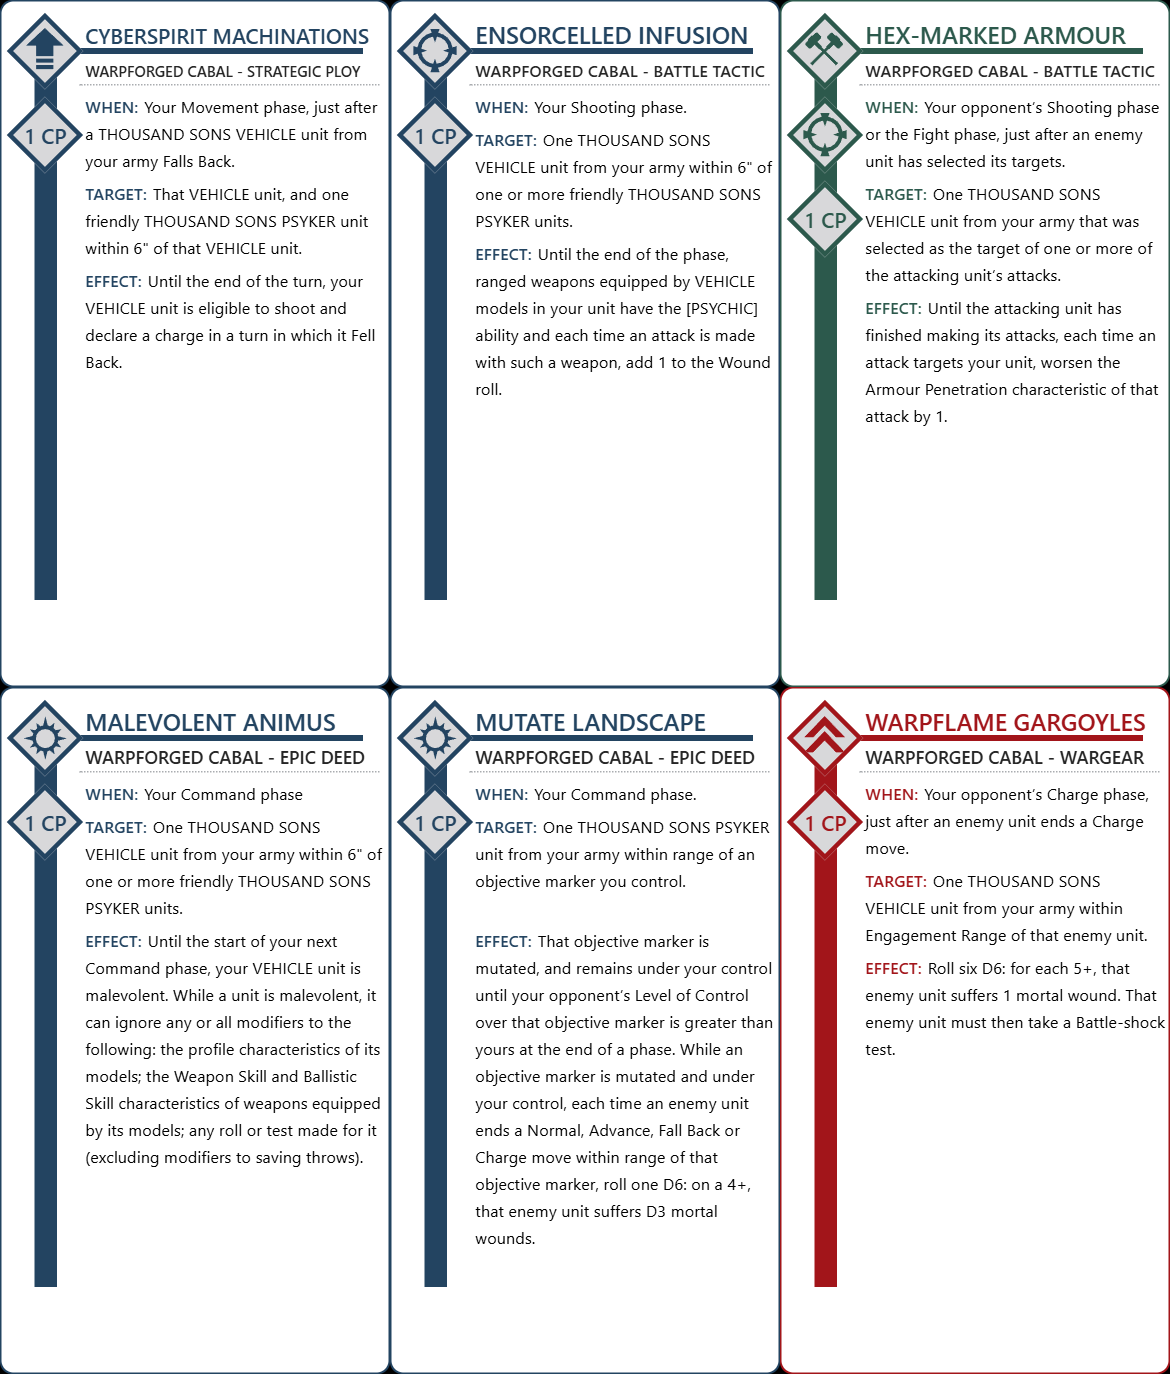 CYBERSPIRIT MACHINATIONS
WARPFORGED CABAL - STRATEGIC PLOY
1 CP
WHEN: Your Movement phase, just after
a THOUSAND SONS VEHICLE unit from
your army Falls Back.
TARGET: That VEHICLE unit, and one
friendly THOUSAND SONS PSYKER unit
within 6" of that VEHICLE unit.
EFFECT: Until the end of the turn, your
VEHICLE unit is eligible to shoot and
declare a charge in a turn in which it Fell
Back.
ENSORCELLED INFUSION
WARPFORGED CABAL - BATTLE TACTIC
1 CP
WHEN: Your Shooting phase.
TARGET: One THOUSAND SONS
VEHICLE unit from your army within 6" of
one or more friendly THOUSAND SONS
PSYKER units.
EFFECT: Until the end of the phase,
ranged weapons equipped by VEHICLE
models in your unit have the [PSYCHIC]
ability and each time an attack is made
with such a weapon, add 1 to the Wound
roll.
HEX-MARKED ARMOUR
WARPFORGED CABAL - BATTLE TACTIC
1 CP
WHEN: Your opponent's Shooting phase
or the Fight phase, just after an enemy
unit has selected its targets.
TARGET: One THOUSAND SONS
VEHICLE unit from your army that was
selected as the target of one or more of
the attacking unit's attacks.
EFFECT: Until the attacking unit has
finished making its attacks, each time an
attack targets your unit, worsen the
Armour Penetration characteristic of that
attack by 1.
MALEVOLENT ANIMUS
WARPFORGED CABAL - EPIC DEED
1 CP
WHEN: Your Command phase
TARGET: One THOUSAND SONS
VEHICLE unit from your army within 6" of
one or more friendly THOUSAND SONS
PSYKER units.
EFFECT: Until the start of your next
Command phase, your VEHICLE unit is
malevolent. While a unit is malevolent, it
can ignore any or all modifiers to the
following: the profile characteristics of its
models; the Weapon Skill and Ballistic
Skill characteristics of weapons equipped
by its models; any roll or test made for it
(excluding modifiers to saving throws).
MUTATE LANDSCAPE
WARPFORGED CABAL - EPIC DEED
1 CP
WHEN: Your Command phase.
TARGET: One THOUSAND SONS PSYKER
unit from your army within range of an
objective marker you control.
EFFECT: That objective marker is
mutated, and remains under your control
until your opponent's Level of Control
over that objective marker is greater than
yours at the end of a phase. While an
objective marker is mutated and under
your control, each time an enemy unit
ends a Normal, Advance, Fall Back or
Charge move within range of that
objective marker, roll one D6: on a 4+,
that enemy unit suffers D3 mortal
wounds.
WARPFLAME GARGOYLES
WARPFORGED CABAL - WARGEAR
1 CP
WHEN: Your opponent's Charge phase,
just after an enemy unit ends a Charge
move.
TARGET: One THOUSAND SONS
VEHICLE unit from your army within
Engagement Range of that enemy unit.
EFFECT: Roll six D6: for each 5+, that
enemy unit suffers 1 mortal wound. That
enemy unit must then take a Battle-shock
test.